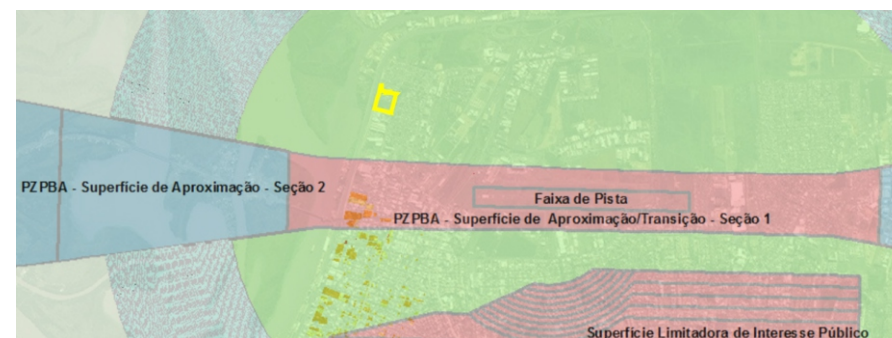 PZPBA - Superfície de Aproximação - Seção 2
Faixa de Pista
PZPBA - Superfície de Aproximação/Transição - Seção 1
Superfície Limitadora de Interesse Público